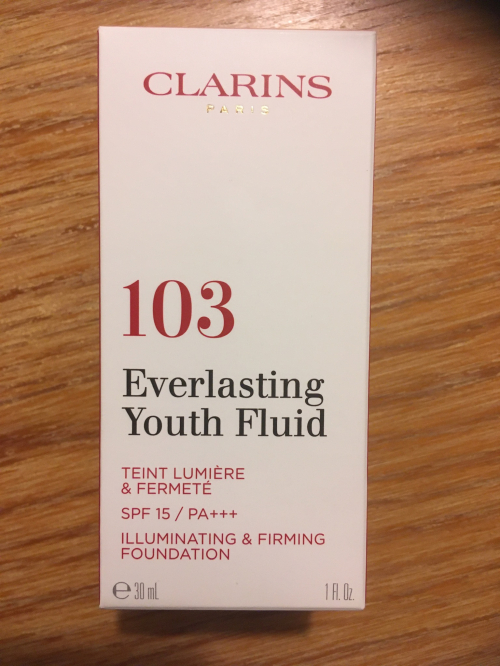 CLARINS
PARIS
103
Everlasting
Youth Fluid
TEINT LUMIÈRE
& FERMETÉ
SPF 15 / PA+++
ILLUMINATING & FIRMING
FOUNDATION
℮ 30 mL 1 Fl. Oz.